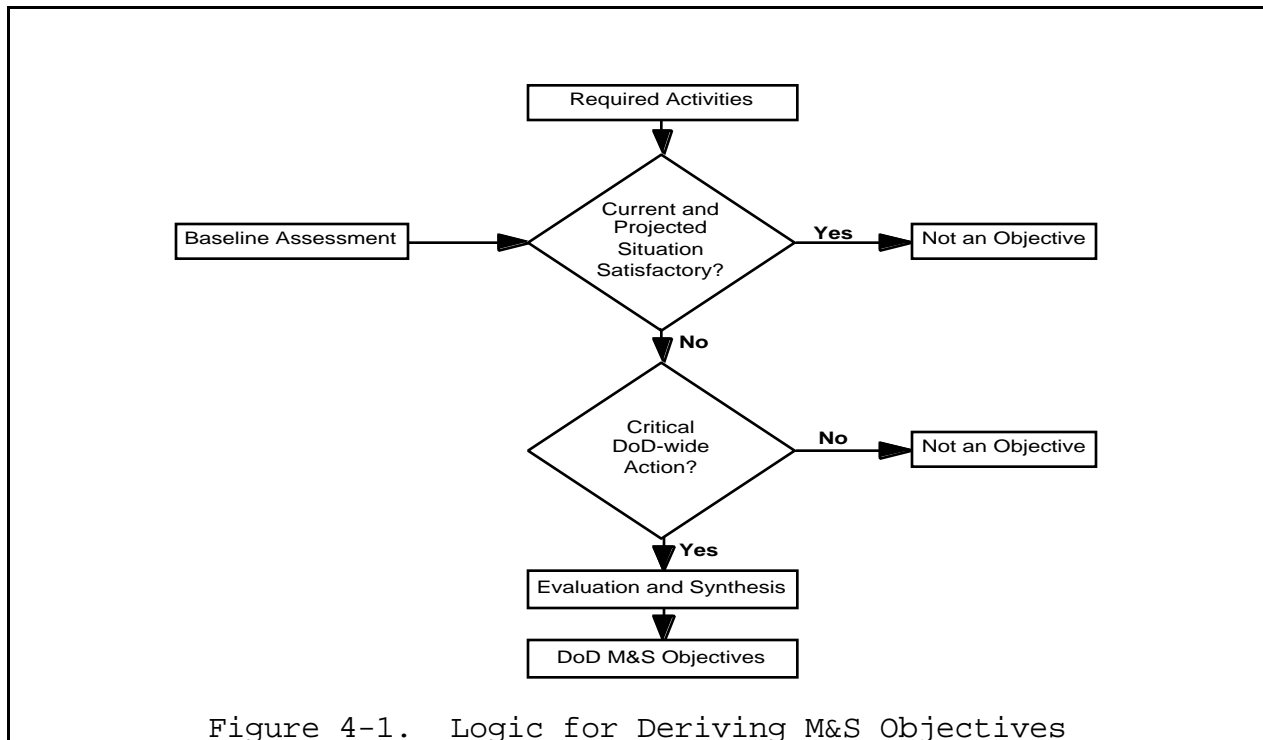 Required Activities
Current and
Projected
Situation
Satisfactory?
Baseline Assessment
Yes
Not an Objective
No
Critical
DoD-wide
Action?
No
Not an Objective
Yes
Evaluation and Synthesis
DoD M&S Objectives
Figure 4-1. Logic for Deriving M&S Objectives